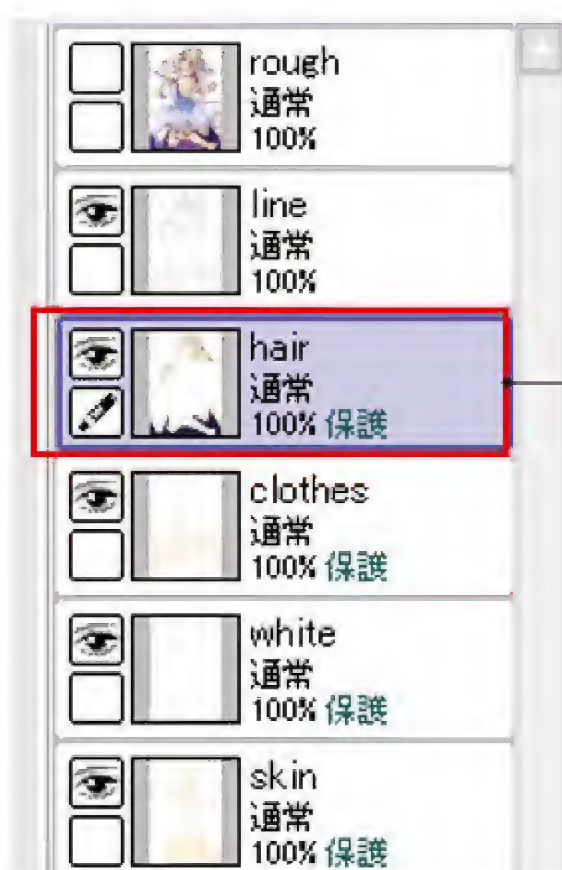 rough
通常
100%
line
通常
100%
hair
通常
100% 保護
clothes
通常
100% 保護
white
通常
100% 保護
skin
通常
100% 保護